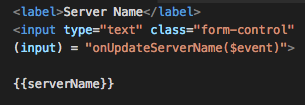 <label>Server Name</label>
<input type="text" class="form-control"
(input) = "onUpdateServerName($event)">
{{serverName}}